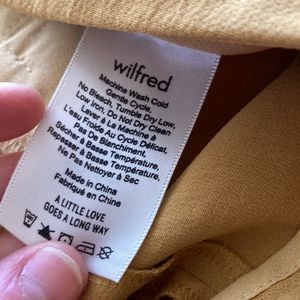 wilfred
Machine Wash Cold
Gentle Cycle,
No Bleach, Tumble Dry Low,
Low Iron, Do Not Dry Clean
Laver à La Machine à
L'eau Froide Au Cycle Délicat,
Pas De Blanchiment,
Sécher à Basse Température,
Repasser à Basse Température,
Ne Pas Nettoyer à Sec
Made in China
Fabriqué en China
A LITTLE LOVE
GOES A LONG WAY